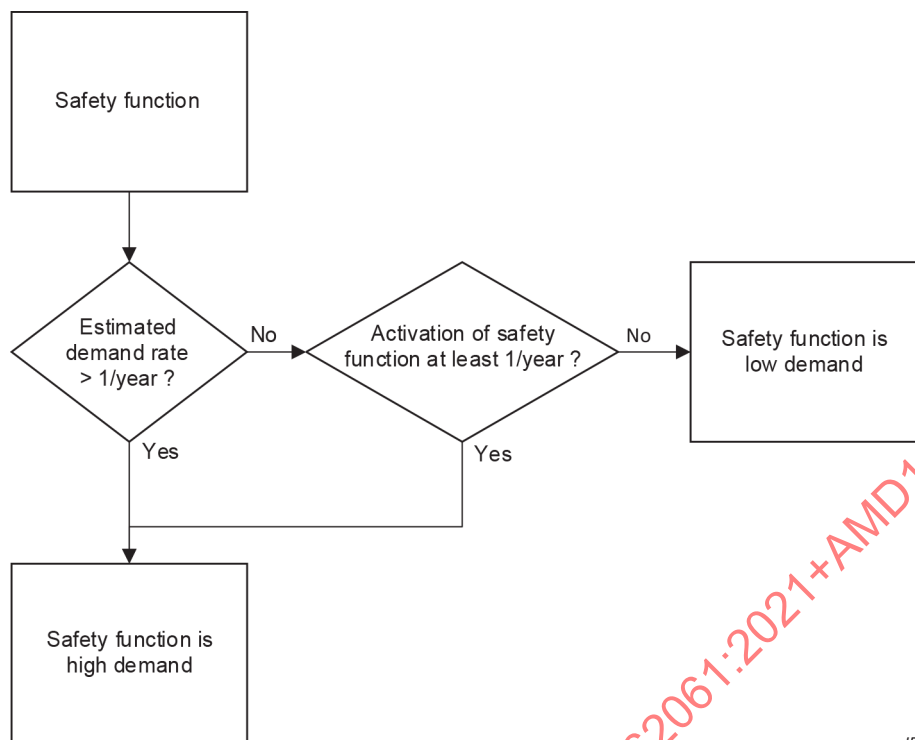 Safety function
Estimated
demand rate
> 1/year ?
No
Activation of safety
function at least 1/year ?
No
Safety function is
low demand
Yes
Yes
Safety function is
high demand
62061:2021+AMD1